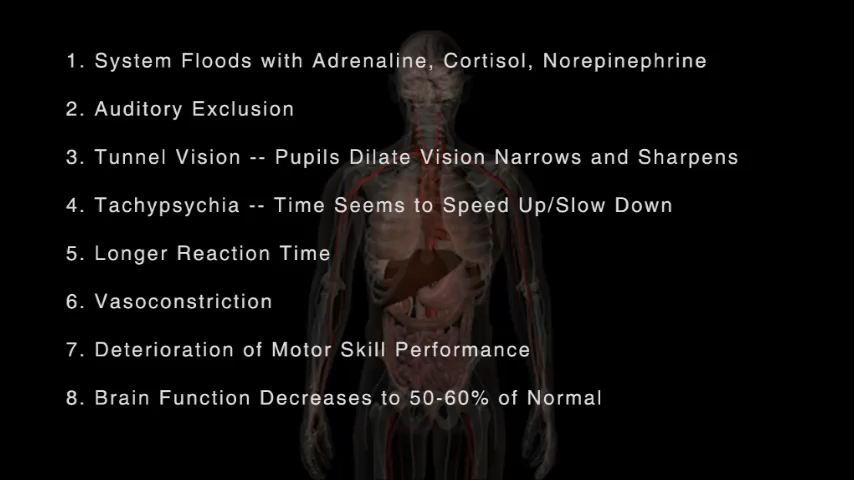 1. System Floods with Adrenaline, Cortisol, Norepinephrine
2. Auditory Exclusion
3. Tunnel Vision -- Pupils Dilate Vision Narrows and Sharpens
4. Tachypsychia -- Time Seems to Speed Up/Slow Down
5. Longer Reaction Time
6. Vasoconstriction
7. Deterioration of Motor Skill Performance
8. Brain Function Decreases to 50-60% of Normal